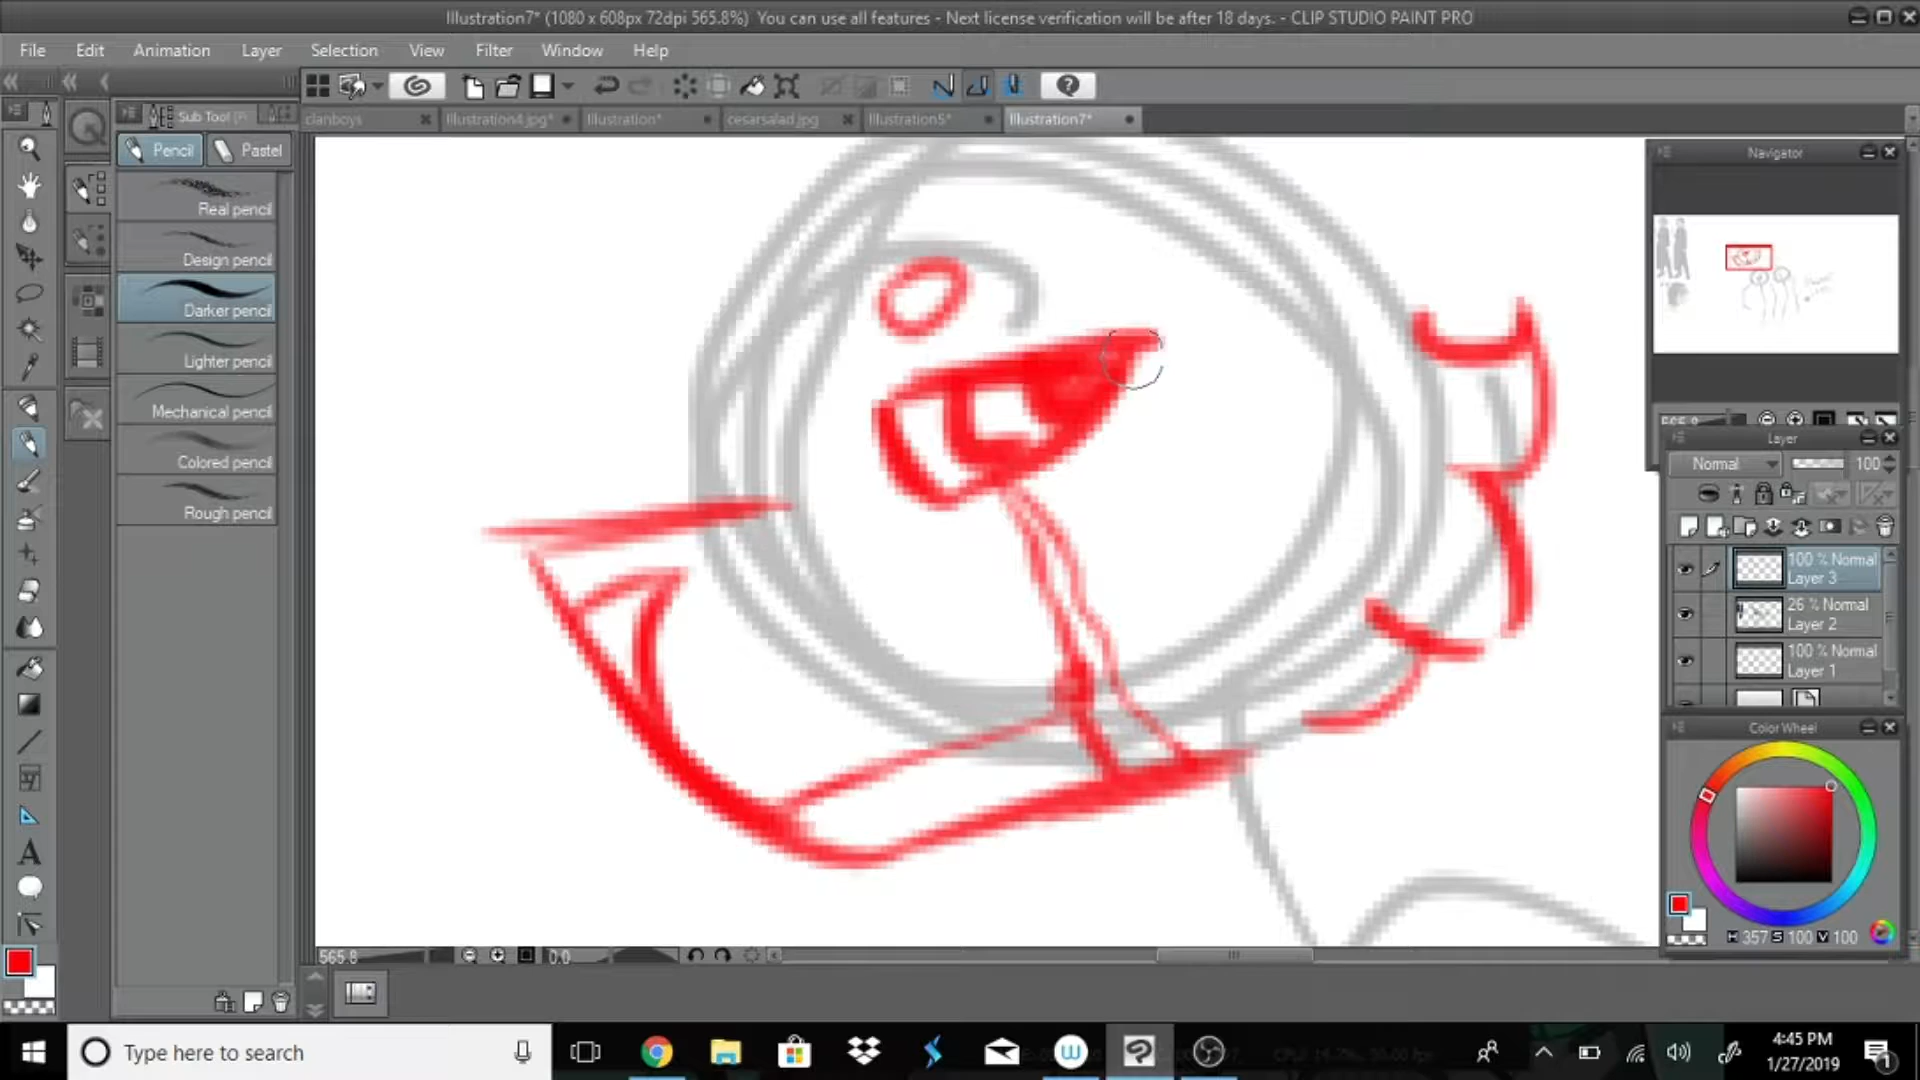 Illustration7* (1080 x 608px 72dpi 565.8%) You can use all features - Next license verification will be after 18 days. - CLIP STUDIO PAINT PRO
File Edit Animation Layer Selection View Filter Window Help
Sub Tool
clanboys Illustration4.jpg* Illustration* cesarsalad.jpg Illustration5* Illustration7*
Pencil Pastel
Real pencil
Design pencil
Darker pencil
Lighter pencil
Mechanical pencil
Colored pencil
Rough pencil
Navigator
565.8
Layer
Normal 100
100 % Normal
Layer 3
26 % Normal
Layer 2
100 % Normal
Layer 1
Color Wheel
H 357 S 100 V 100
A
565.8 0.0
Type here to search
4:45 PM
1/27/2019
1